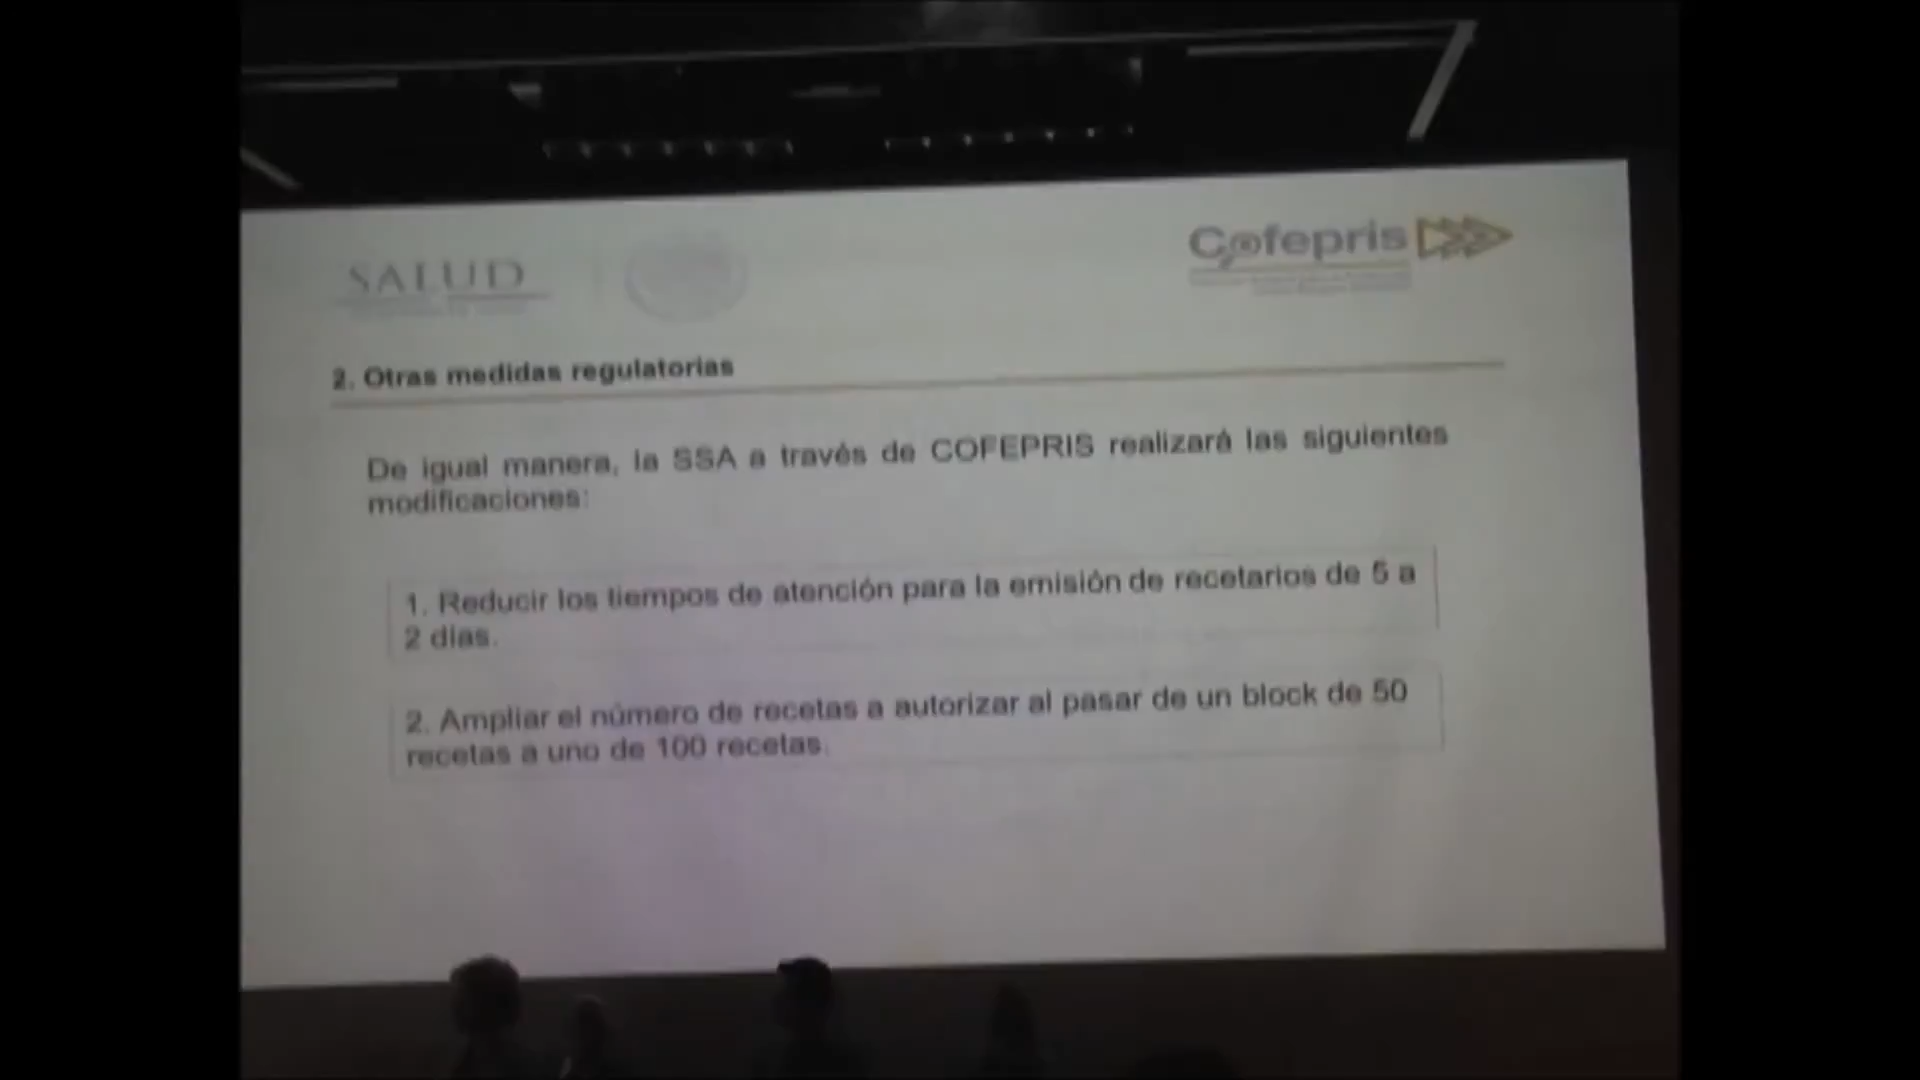 SALUD
Cofepris
2. Otras medidas regulatorias
De igual manera, la SSA a través de COFEPRIS realizará las siguientes
modificaciones:
1. Reducir los tiempos de atención para la emisión de recetarios de 5 a
2 días.
2. Ampliar el número de recetas a autorizar al pasar de un block de 50
recetas a uno de 100 recetas.